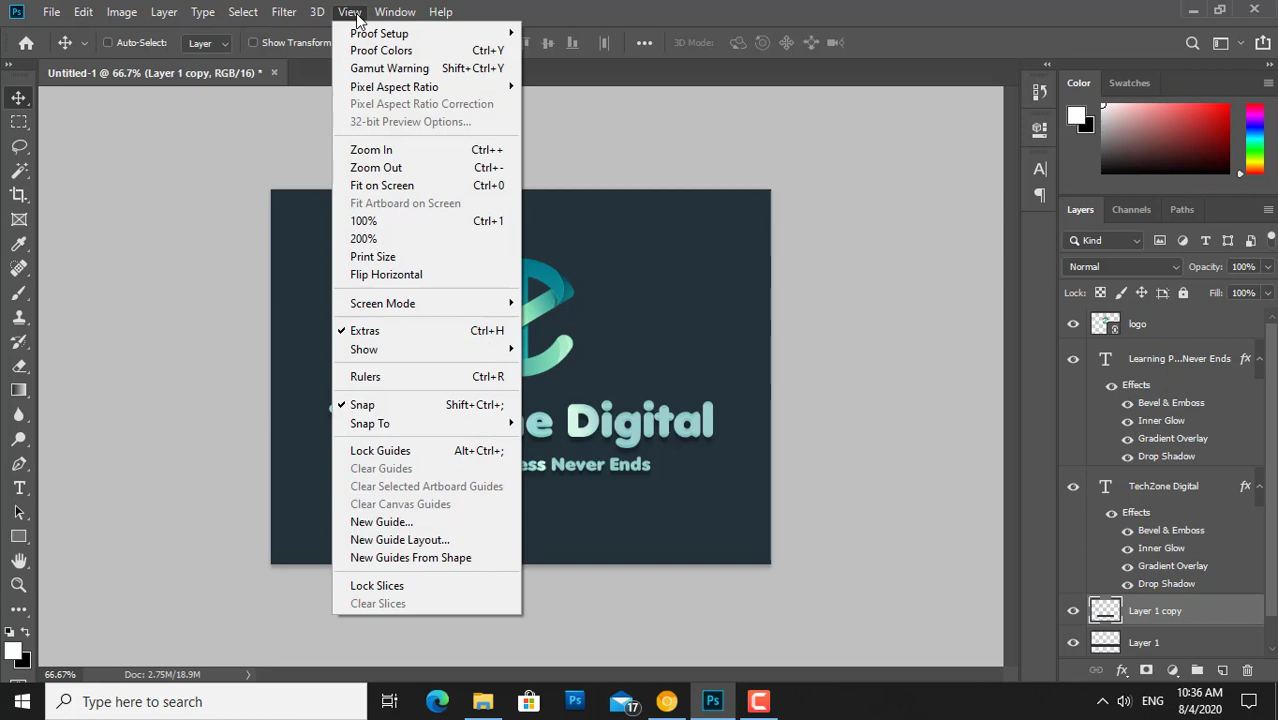 Ps File Edit Image Layer Type Select Filter 3D View Window Help
Auto-Select: Layer Show Transform 3D Mode:
Untitled-1 @ 66.7% (Layer 1 copy, RGB/16) *
Proof Setup
Proof Colors Ctrl+Y
Gamut Warning Shift+Ctrl+Y
Pixel Aspect Ratio
Pixel Aspect Ratio Correction
32-bit Preview Options...
Zoom In Ctrl++
Zoom Out Ctrl+-
Fit on Screen Ctrl+0
Fit Artboard on Screen
100% Ctrl+1
200%
Print Size
Flip Horizontal
Screen Mode
Extras Ctrl+H
Show
Rulers Ctrl+R
Snap Shift+Ctrl+;
Snap To
Lock Guides Alt+Ctrl+;
Clear Guides
Clear Selected Artboard Guides
Clear Canvas Guides
New Guide...
New Guide Layout...
New Guides From Shape
Lock Slices
Clear Slices
ne Digital
ess Never Ends
Color Swatches
Layers Channels Paths
Kind
Normal Opacity: 100%
Lock: Fill: 100%
logo
Learning P...Never Ends fx
Effects
Bevel & Emboss
Inner Glow
Gradient Overlay
Drop Shadow
TechZone Digital fx
Effects
Bevel & Emboss
Inner Glow
Gradient Overlay
Drop Shadow
Layer 1 copy
Layer 1
66.67% Doc: 2.75M/18.9M
Type here to search
Ps
17
Ps
ENG
10:36 AM
8/4/2020